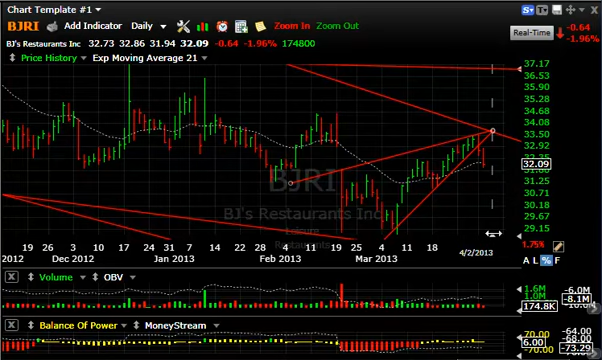 Chart Template #1
BJRI Add Indicator Daily Zoom In Zoom Out
BJ's Restaurants Inc 32.73 32.86 31.94 32.09 -0.64 -1.96% 174800
Real-Time -0.64
-1.96%
Price History Exp Moving Average 21
37.17
36.53
35.90
35.28
34.68
34.08
33.50
32.92
32.09
31.25
30.71
30.18
29.66
29.15
BJRI
BJ's Restaurants Inc
Leisure
Restaurants
1.75%
19 26 3 10 17 24 31 7 14 22 28 4 11 19 25 4 11 18 4/2/2013
2012 Dec 2012 Jan 2013 Feb 2013 Mar 2013
A L % F
X Volume OBV
1.6M -6.0M
1.0M -8.1M
174.8K
X Balance Of Power MoneyStream
70.00 -64.00
6.00 -68.00
-70.00 -73.29